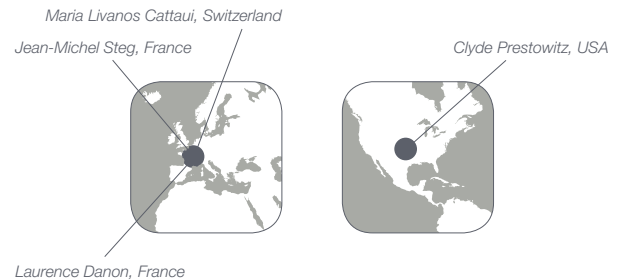 Maria Livanos Cattaui, Switzerland
Jean-Michel Steg, France
Clyde Prestowitz, USA
Laurence Danon, France